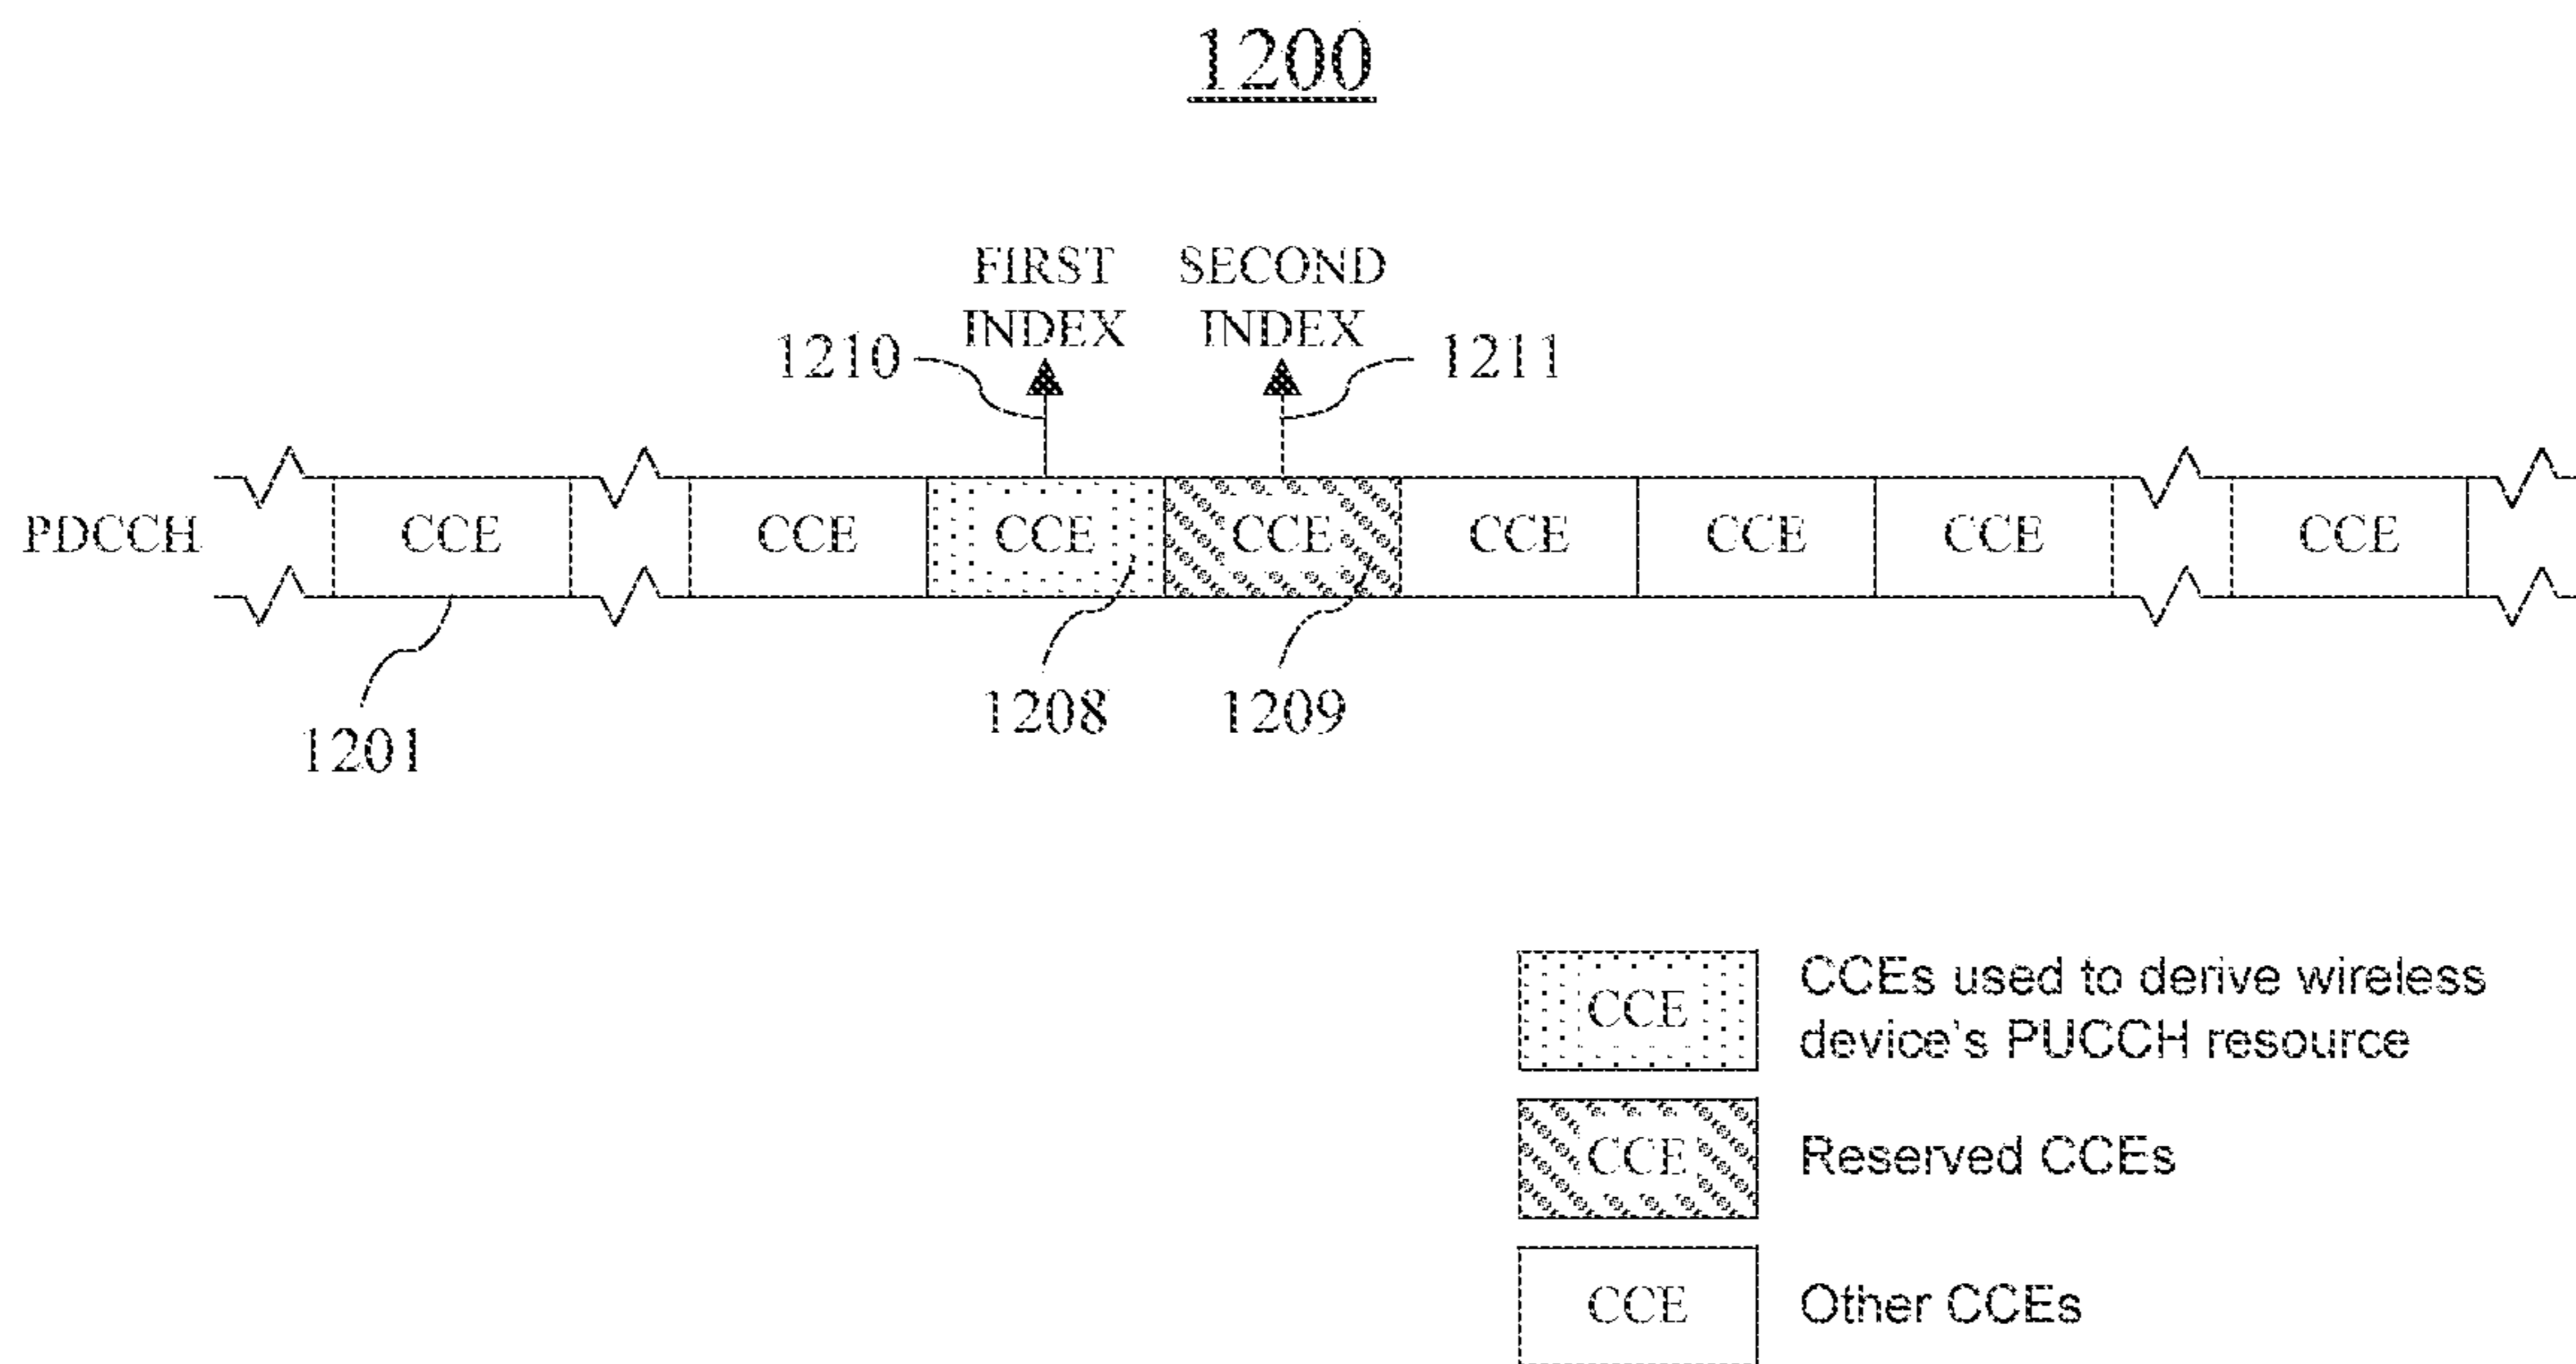 1200
FIRST INDEX
SECOND INDEX
1210
1211
PDCCH CCE CCE CCE CCE CCE CCE CCE CCE
1201
1208
1209
CCE CCEs used to derive wireless
device's PUCCH resource
CCE Reserved CCEs
CCE Other CCEs